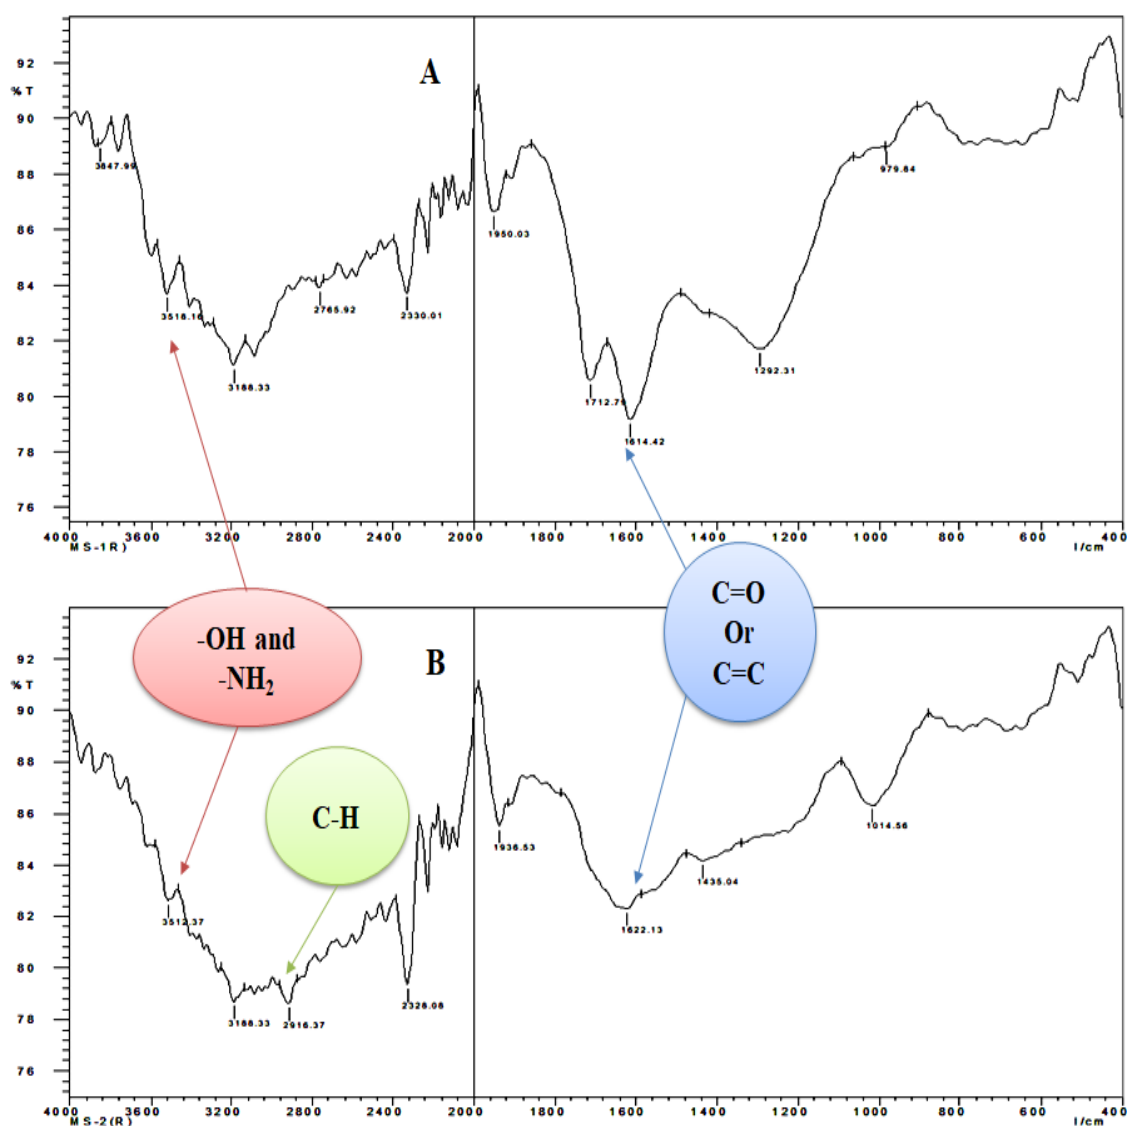 A
92
%T
90
88
86
84
82
80
78
76
3847.99
3518.16
3188.33
2765.92
2330.01
1950.03
1712.79
1614.42
1292.31
979.84
4000 3600 3200 2800 2400 2000 1800 1600 1400 1200 1000 800 600 400
MS-1R)
1/cm
-OH and
-NH₂
C=O
Or
C=C
C-H
B
92
%T
90
88
86
84
82
80
78
76
3512.37
3188.33
2916.37
2328.08
1936.53
1622.13
1435.04
1014.56
4000 3600 3200 2800 2400 2000 1800 1600 1400 1200 1000 800 600 400
MS-2(R)
1/cm